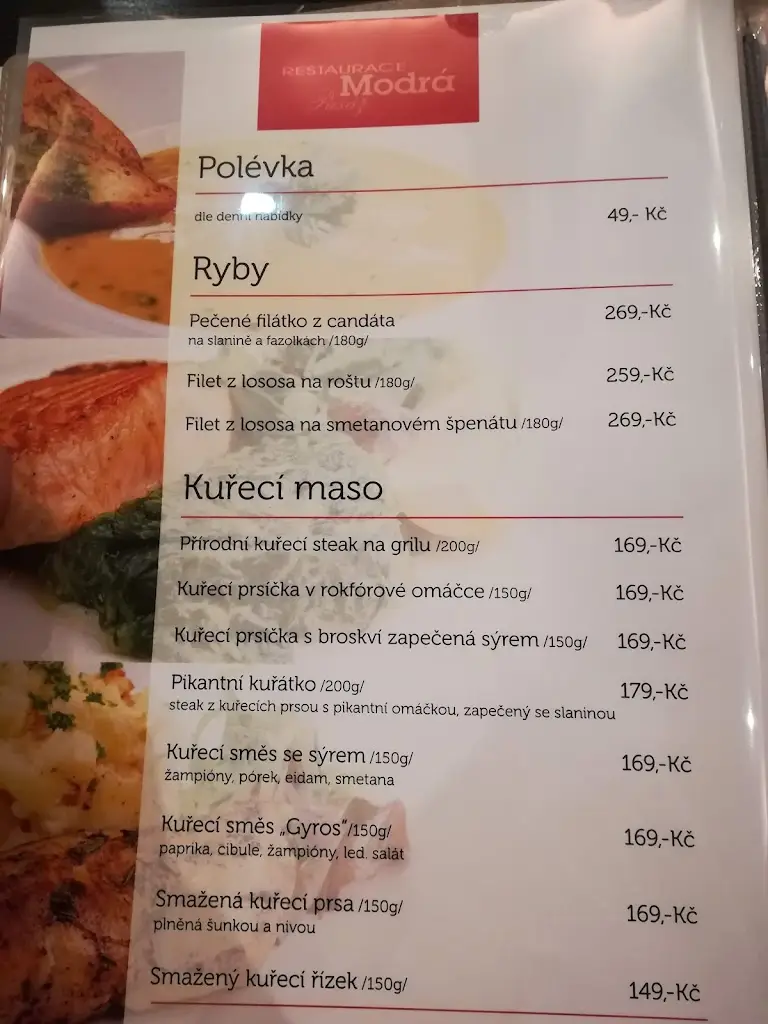 RESTAURACE
Modrá
Polévka
dle denní nabídky 49,- Kč
Ryby
Pečené filátko z candáta 269,-Kč
na slanině a fazolkách /180g/
Filet z lososa na roštu /180g/ 259,-Kč
Filet z lososa na smetanovém špenátu /180g/ 269,-Kč
Kuřecí maso
Přírodní kuřecí steak na grilu /200g/ 169,-Kč
Kuřecí prsíčka v rokfórové omáčce /150g/ 169,-Kč
Kuřecí prsíčka s broskví zapečená sýrem /150g/ 169,-Kč
Pikantní kuřátko /200g/ 179,-Kč
steak z kuřecích prsou s pikantní omáčkou, zapečený se slaninou
Kuřecí směs se sýrem /150g/ 169,-Kč
žampióny, pórek, eidam, smetana
Kuřecí směs „Gyros"/150g/ 169,-Kč
paprika, cibule, žampióny, led. salát
Smažená kuřecí prsa /150g/ 169,-Kč
plněná šunkou a nivou
Smažený kuřecí řízek /150g/ 149,-Kč